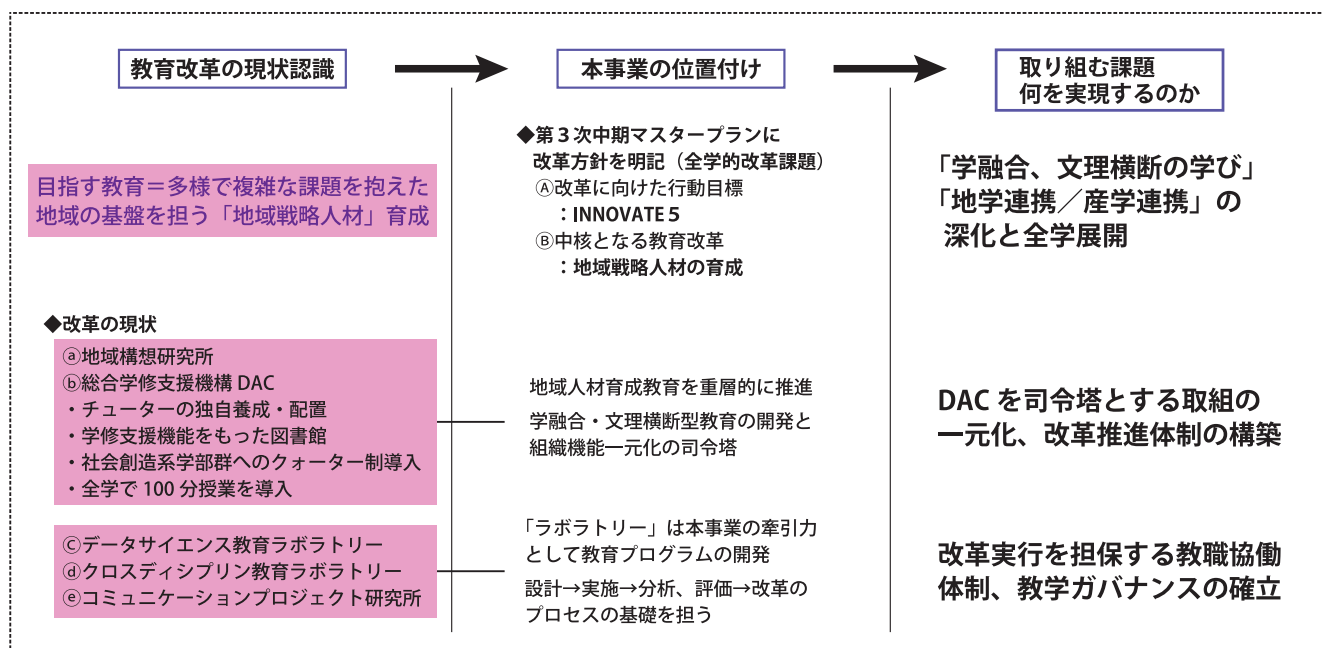 教育改革の現状認識
本事業の位置付け
取り組む課題
何を実現するのか
目指す教育＝多様で複雑な課題を抱えた
地域の基盤を担う「地域戦略人材」育成
◆改革の現状
ⓐ地域構想研究所
ⓑ総合学修支援機構 DAC
・チューターの独自養成・配置
・学修支援機能をもった図書館
・社会創造系学部群へのクォーター制導入
・全学で 100 分授業を導入
ⓒデータサイエンス教育ラボラトリー
ⓓクロスディシプリン教育ラボラトリー
ⓔコミュニケーションプロジェクト研究所
◆第３次中期マスタープランに
改革方針を明記（全学的改革課題）
Ⓐ改革に向けた行動目標
：INNOVATE 5
Ⓑ中核となる教育改革
：地域戦略人材の育成
地域人材育成教育を重層的に推進
学融合・文理横断型教育の開発と
組織機能一元化の司令塔
「ラボラトリー」は本事業の牽引力
として教育プログラムの開発
設計→実施→分析、評価→改革の
プロセスの基礎を担う
「学融合、文理横断の学び」
「地学連携／産学連携」の
深化と全学展開
DAC を司令塔とする取組の
一元化、改革推進体制の構築
改革実行を担保する教職協働
体制、教学ガバナンスの確立